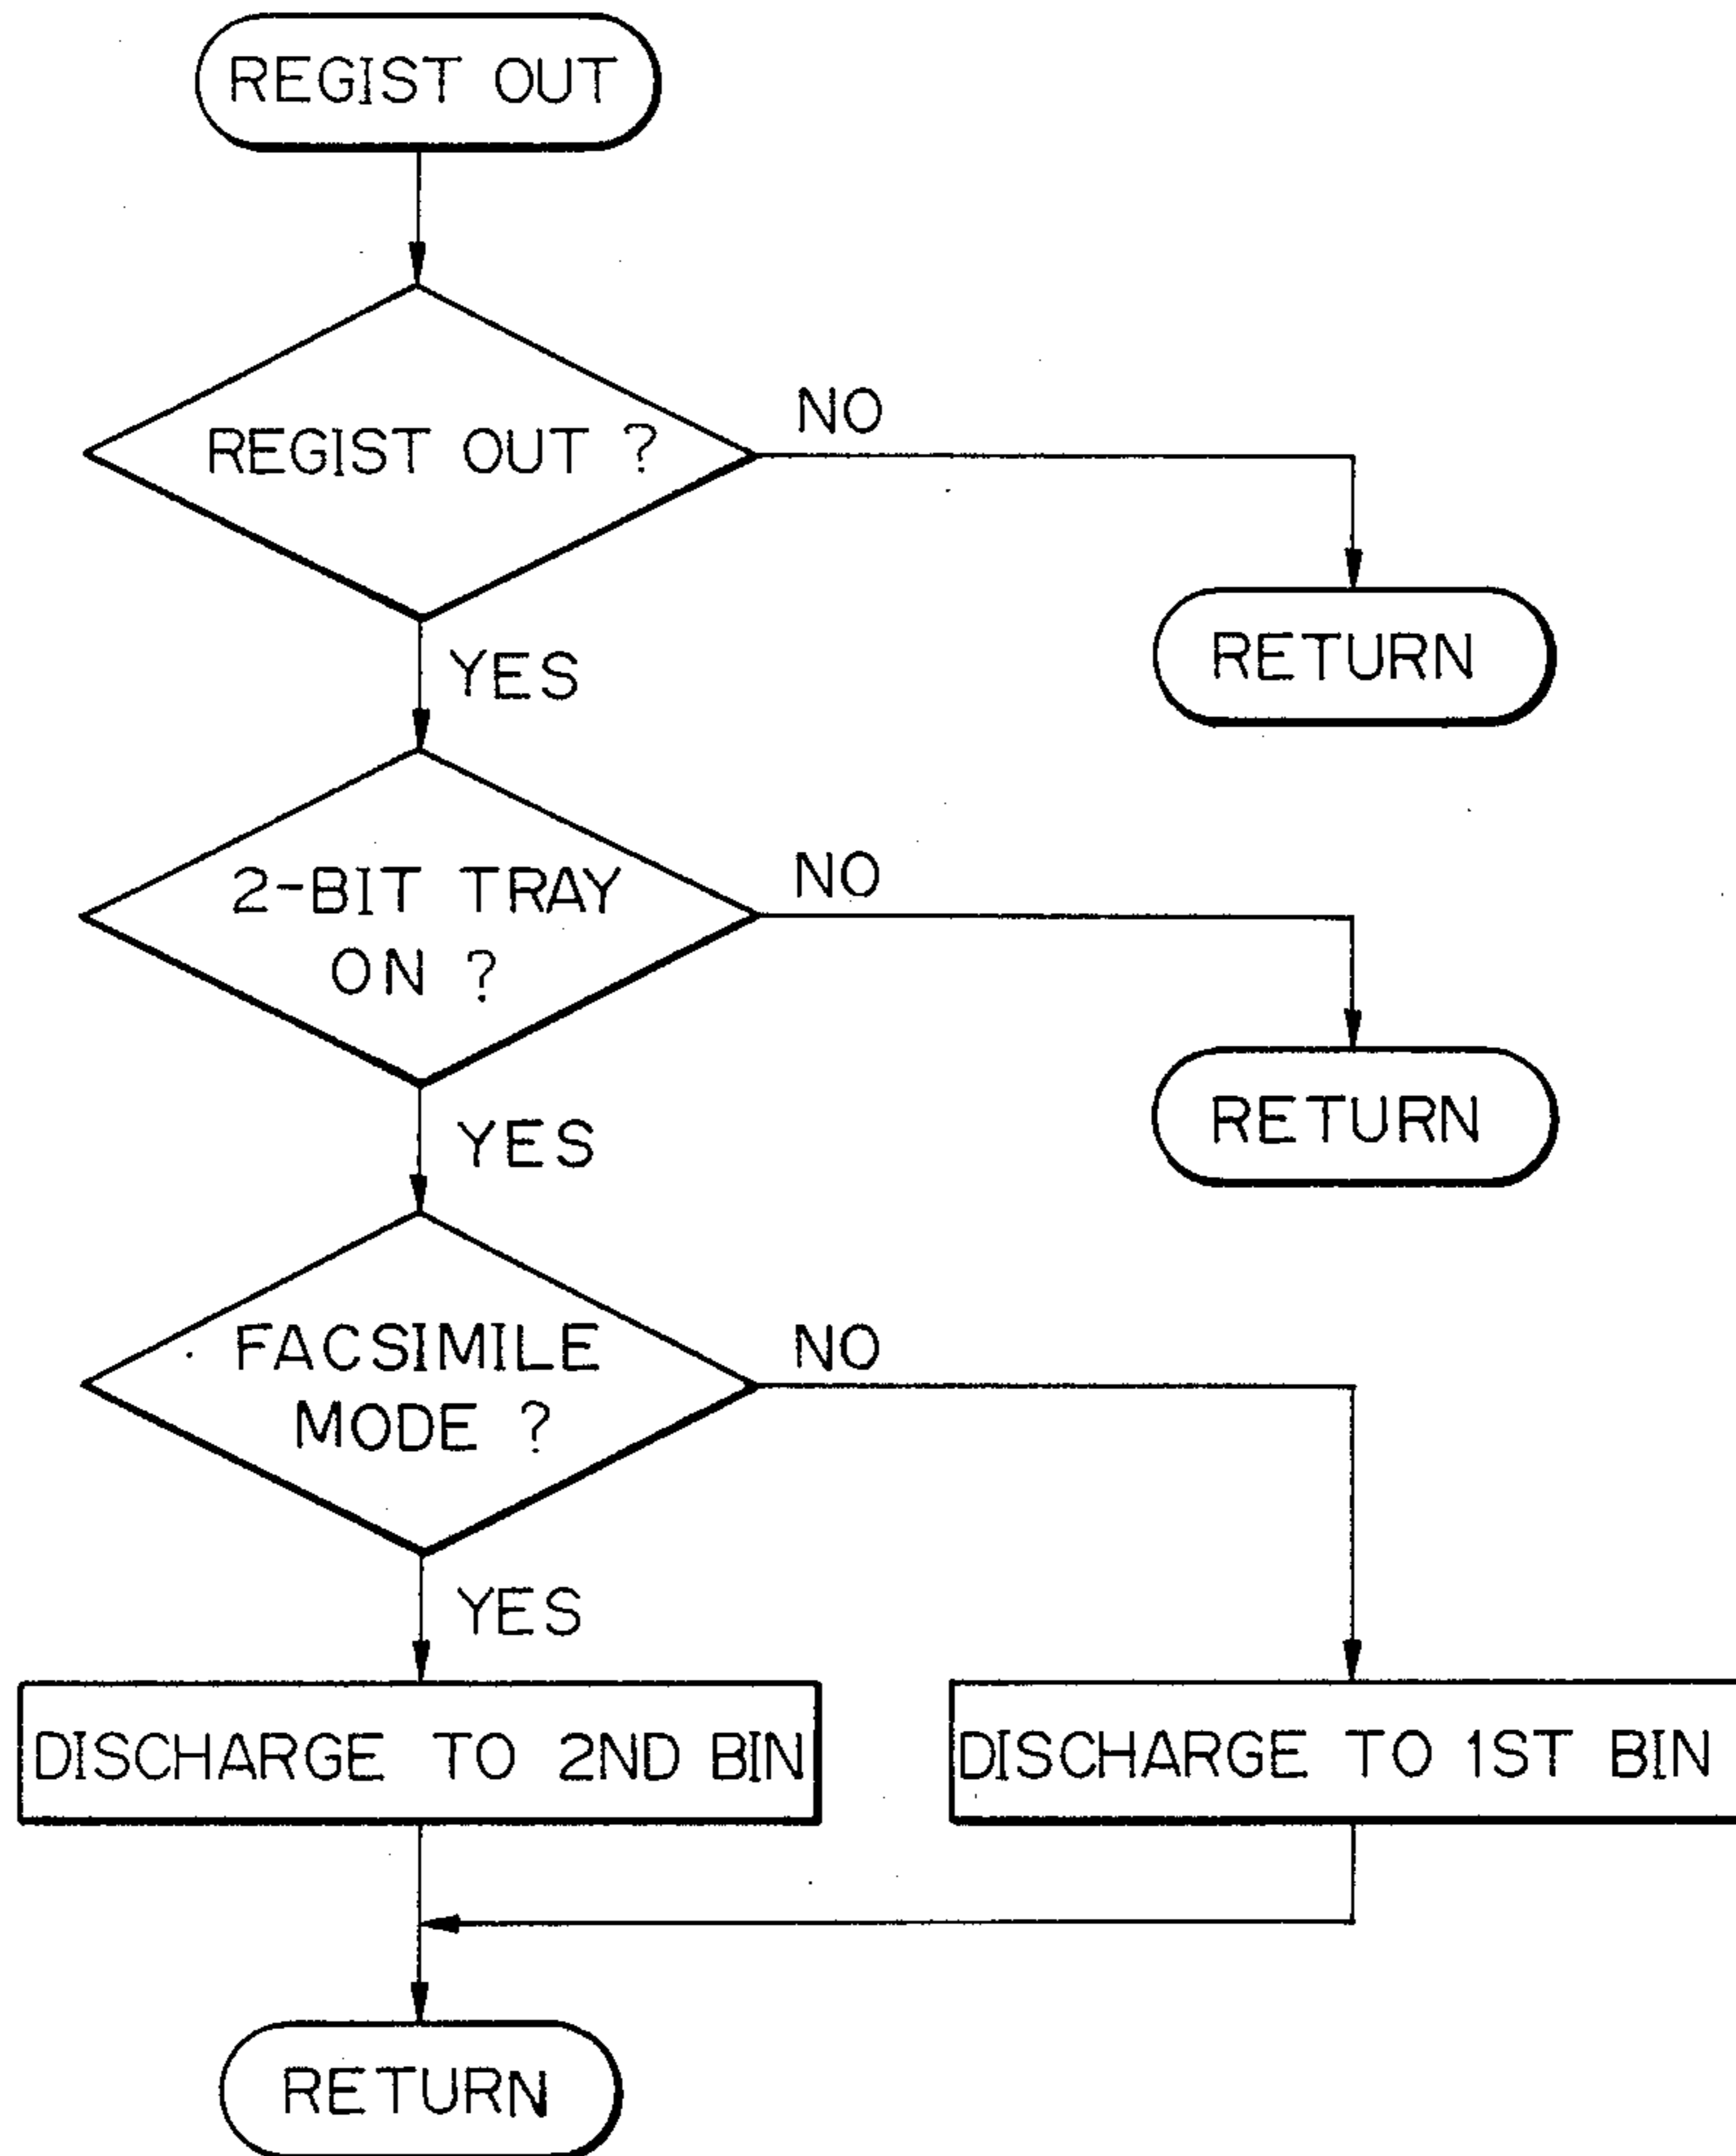 REGIST OUT
REGIST OUT ?
NO
RETURN
YES
2-BIT TRAY
ON ?
NO
RETURN
YES
FACSIMILE
MODE ?
NO
YES
DISCHARGE TO 2ND BIN
DISCHARGE TO 1ST BIN
RETURN